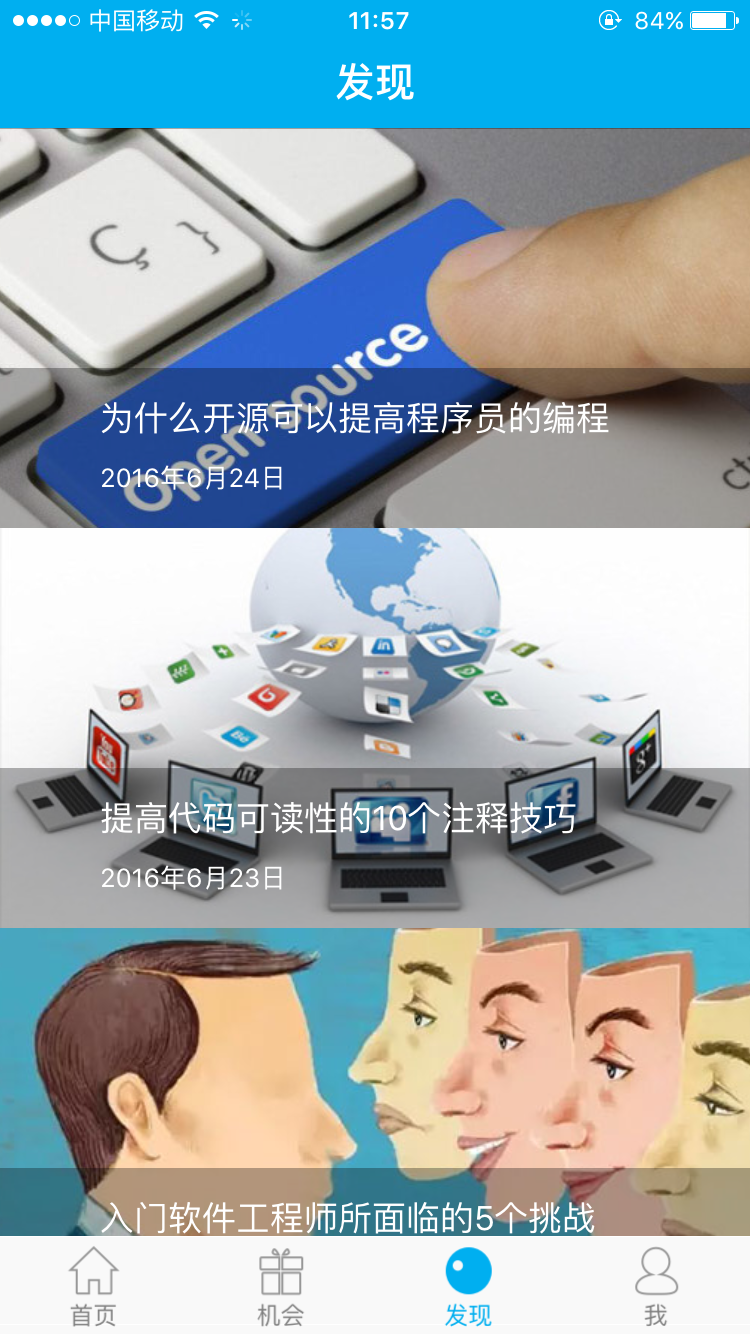 中国移动 11:57 84%
发现
Open source
为什么开源可以提高程序员的编程
2016年6月24日
提高代码可读性的10个注释技巧
2016年6月23日
入门软件工程师所面临的5个挑战
首页 机会 发现 我